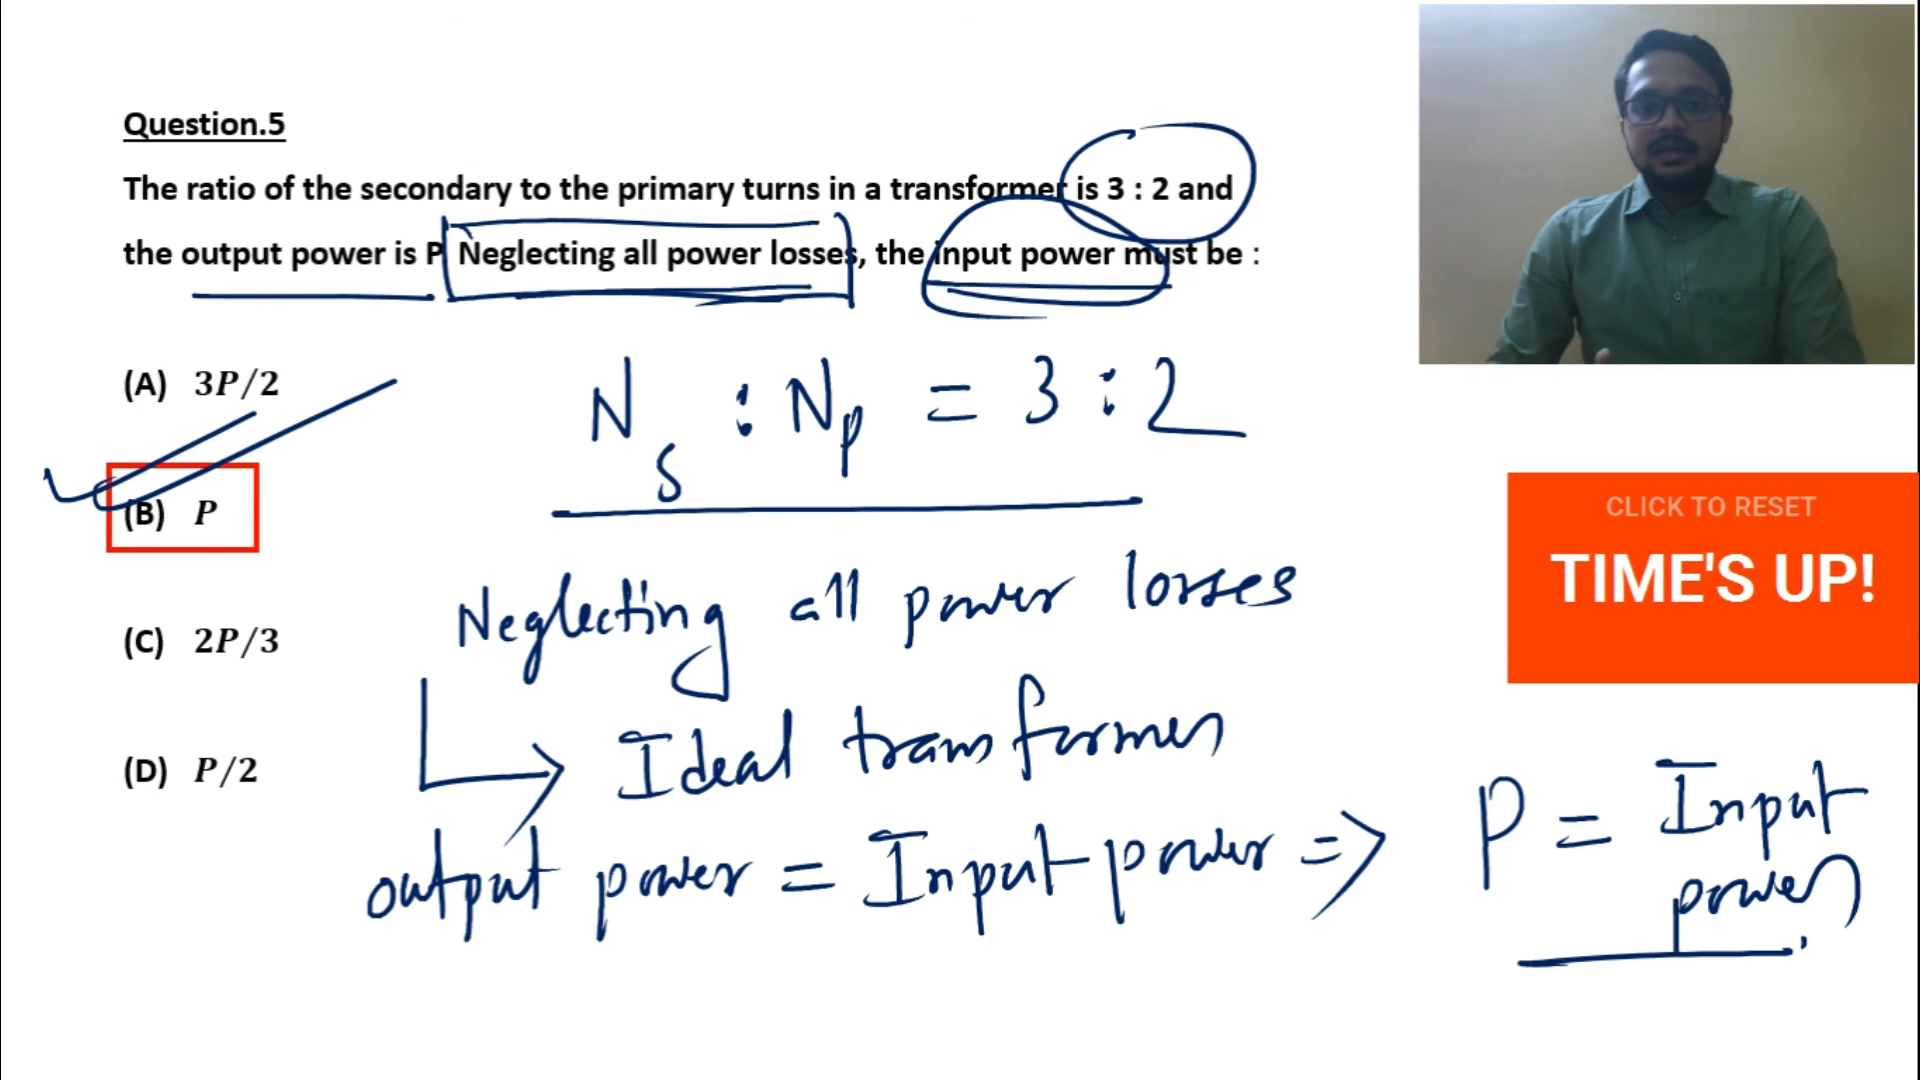 Question.5
The ratio of the secondary to the primary turns in a transformer is 3 : 2 and
the output power is P Neglecting all power losses, the input power must be :
(A) 3P/2
N_S : N_P = 3 : 2
(B) P
CLICK TO RESET
TIME'S UP!
Neglecting all power losses
(C) 2P/3
Ideal transformer
(D) P/2
output power = Input power ⇒ P = Input
power